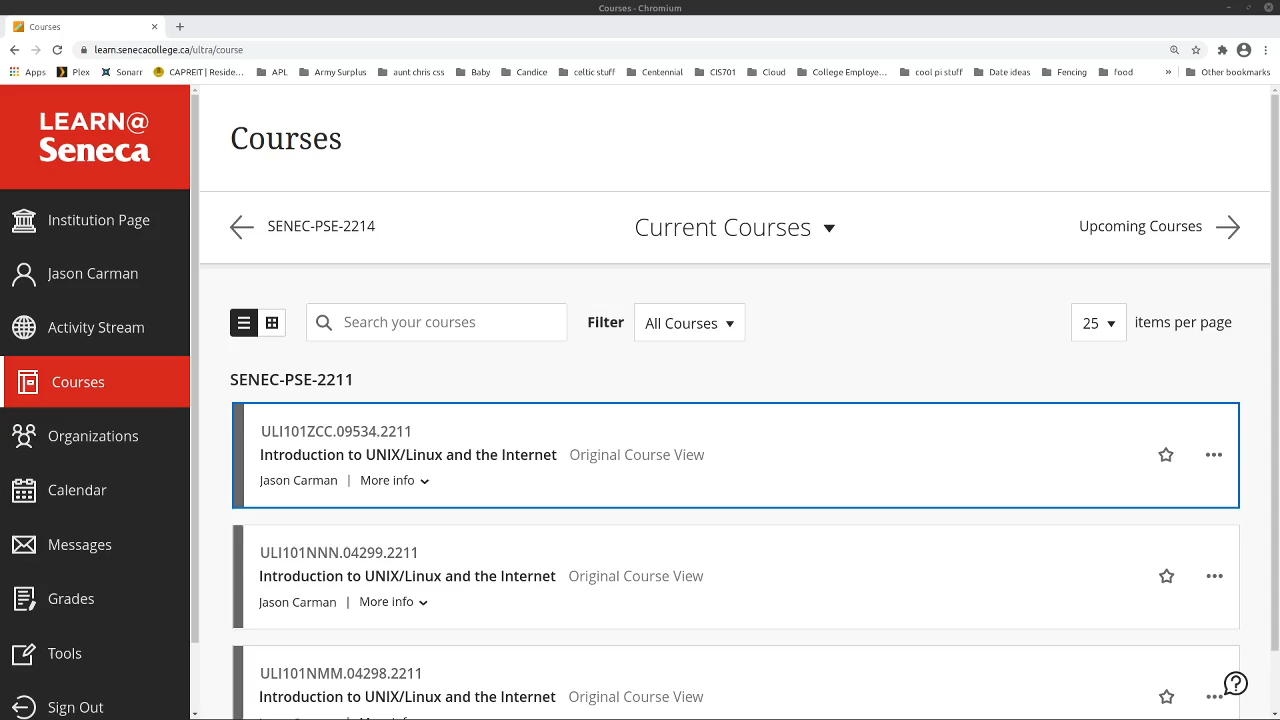 Courses - Chromium
Courses
learn.senecacollege.ca/ultra/course
Apps Plex Sonarr CAPREIT | Reside... APL Army Surplus aunt chris css Baby Candice celtic stuff Centennial CIS701 Cloud College Employe... cool pi stuff Date ideas Fencing food » Other bookmarks
LEARN@
Seneca
Institution Page
Jason Carman
Activity Stream
Courses
Organizations
Calendar
Messages
Grades
Tools
Sign Out
Courses
SENEC-PSE-2214 Current Courses Upcoming Courses
Search your courses Filter All Courses 25 items per page
SENEC-PSE-2211
ULI101ZCC.09534.2211
Introduction to UNIX/Linux and the Internet Original Course View
Jason Carman | More info
ULI101NNN.04299.2211
Introduction to UNIX/Linux and the Internet Original Course View
Jason Carman | More info
ULI101NMM.04298.2211
Introduction to UNIX/Linux and the Internet Original Course View